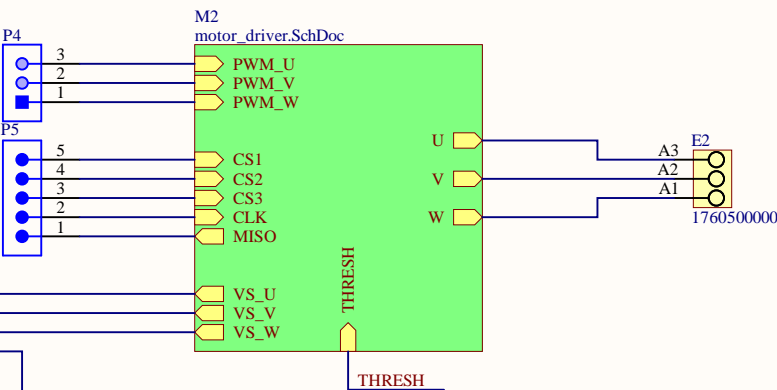 M2
motor_driver.SchDoc
P4
3
2
1
PWM_U
PWM_V
PWM_W
P5
5
4
3
2
1
CS1
CS2
CS3
CLK
MISO
VS_U
VS_V
VS_W
THRESH
THRESH
U
V
W
A3
A2
A1
E2
1760500000